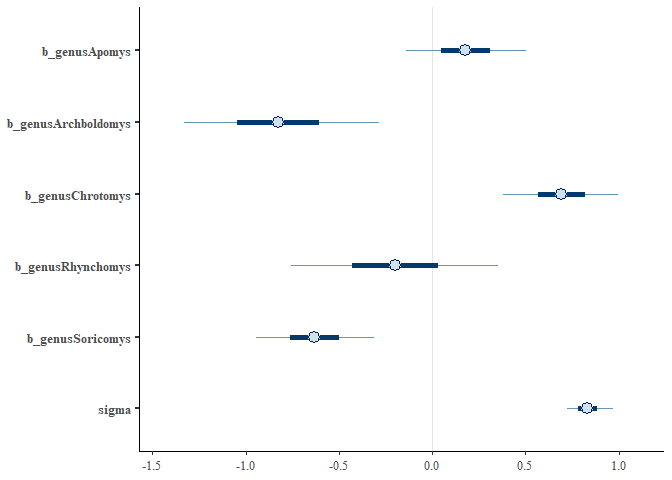 b_genusApomys
b_genusArchboldomys
b_genusChrotomys
b_genusRhynchomys
b_genusSoricomys
sigma
-1.5 -1.0 -0.5 0.0 0.5 1.0